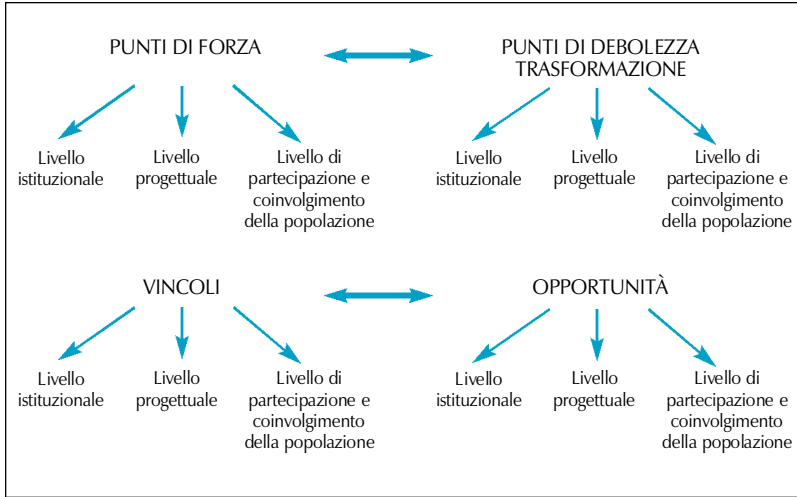 PUNTI DI FORZA
PUNTI DI DEBOLEZZA
TRASFORMAZIONE
Livello
istituzionale
Livello
progettuale
Livello di
partecipazione e
coinvolgimento
della popolazione
Livello
istituzionale
Livello
progettuale
Livello di
partecipazione e
coinvolgimento
della popolazione
VINCOLI
OPPORTUNITÀ
Livello
istituzionale
Livello
progettuale
Livello di
partecipazione e
coinvolgimento
della popolazione
Livello
istituzionale
Livello
progettuale
Livello di
partecipazione e
coinvolgimento
della popolazione